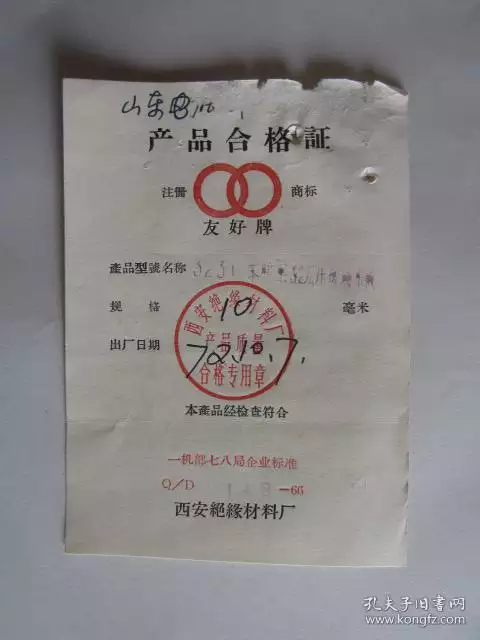 山东电
产品合格証
注册 商标
友好牌
產品型號名称
规格 10 毫米
出厂日期 72.10.7.
西安绝缘材料厂
产品质量
合格专用章
本產品经检查符合
一机部七八局企业标准
Q/D 1 9-66
西安絕緣材料厂
孔夫子旧书网
www.kongfz.com